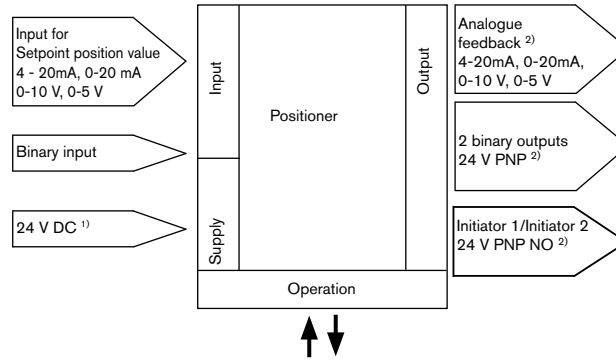 Input for
Setpoint position value
4 - 20mA, 0-20 mA
0-10 V, 0-5 V
Binary input
24 V DC 1)
Input
Supply
Positioner
Output
Operation
Analogue
feedback 2)
4-20mA, 0-20mA,
0-10 V, 0-5 V
2 binary outputs
24 V PNP 2)
Initiator 1/Initiator 2
24 V PNP NO 2)